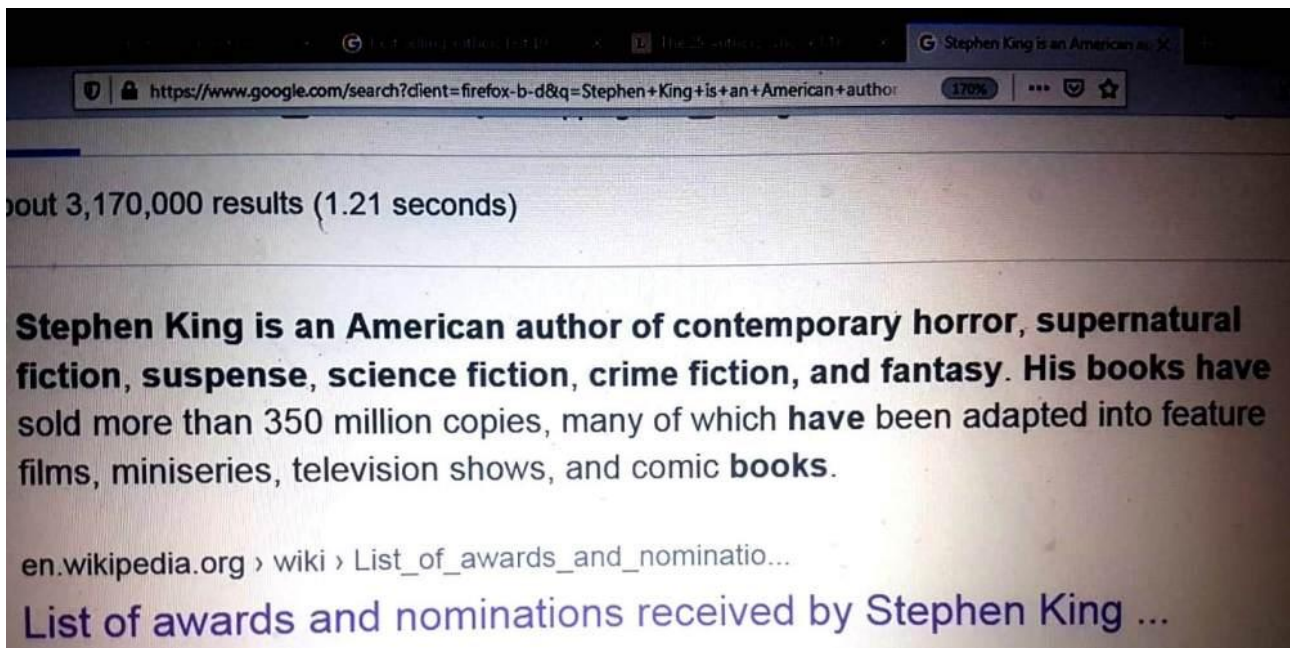 Stephen King is an American au
https://www.google.com/search?client=firefox-b-d&q=Stephen+King+is+an+American+author
170%
out 3,170,000 results (1.21 seconds)
Stephen King is an American author of contemporary horror, supernatural
fiction, suspense, science fiction, crime fiction, and fantasy. His books have
sold more than 350 million copies, many of which have been adapted into feature
films, miniseries, television shows, and comic books.
en.wikipedia.org › wiki › List_of_awards_and_nominatio...
List of awards and nominations received by Stephen King ...